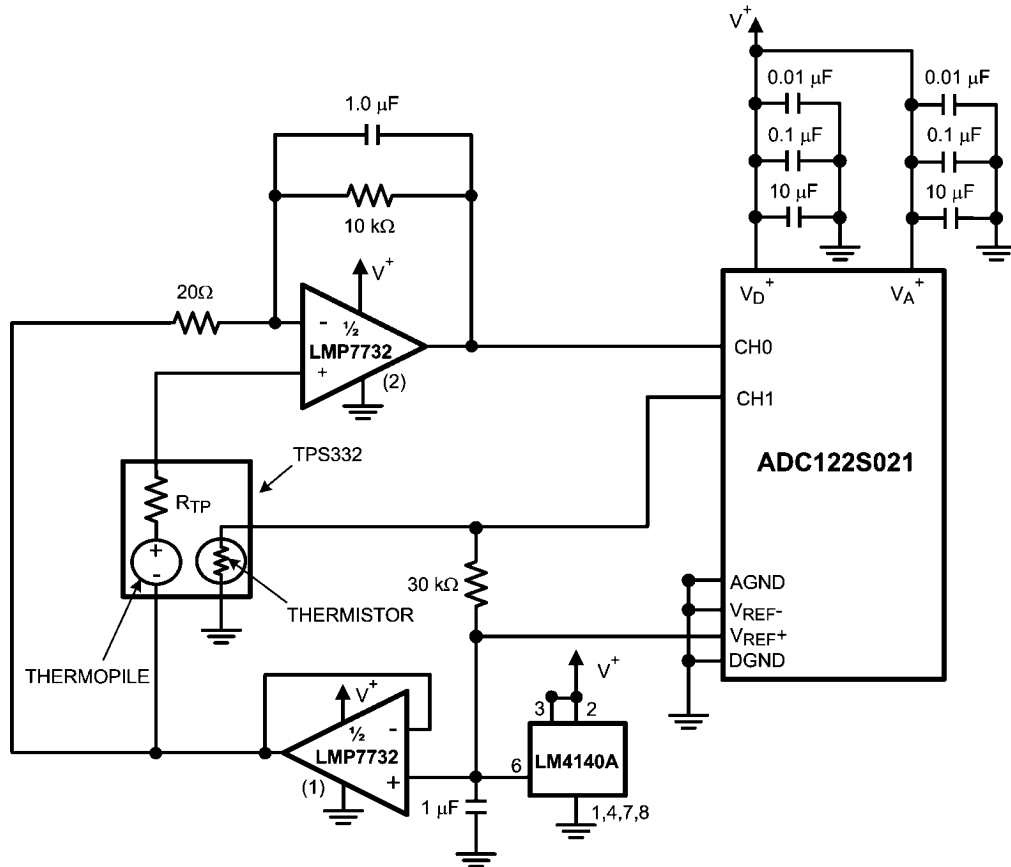 V+
0.01 µF
0.01 µF
1.0 µF
0.1 µF
0.1 µF
10 µF
10 µF
10 kΩ
V+
20Ω
VD+
VA+
-
½
LMP7732
+
(2)
CH0
CH1
TPS332
ADC122S021
RTP
+
-
30 kΩ
THERMISTOR
AGND
VREF-
VREF+
DGND
THERMOPILE
V+
V+
½
-
3
2
LMP7732
6
LM4140A
(1)
+
1 µF
1,4,7,8